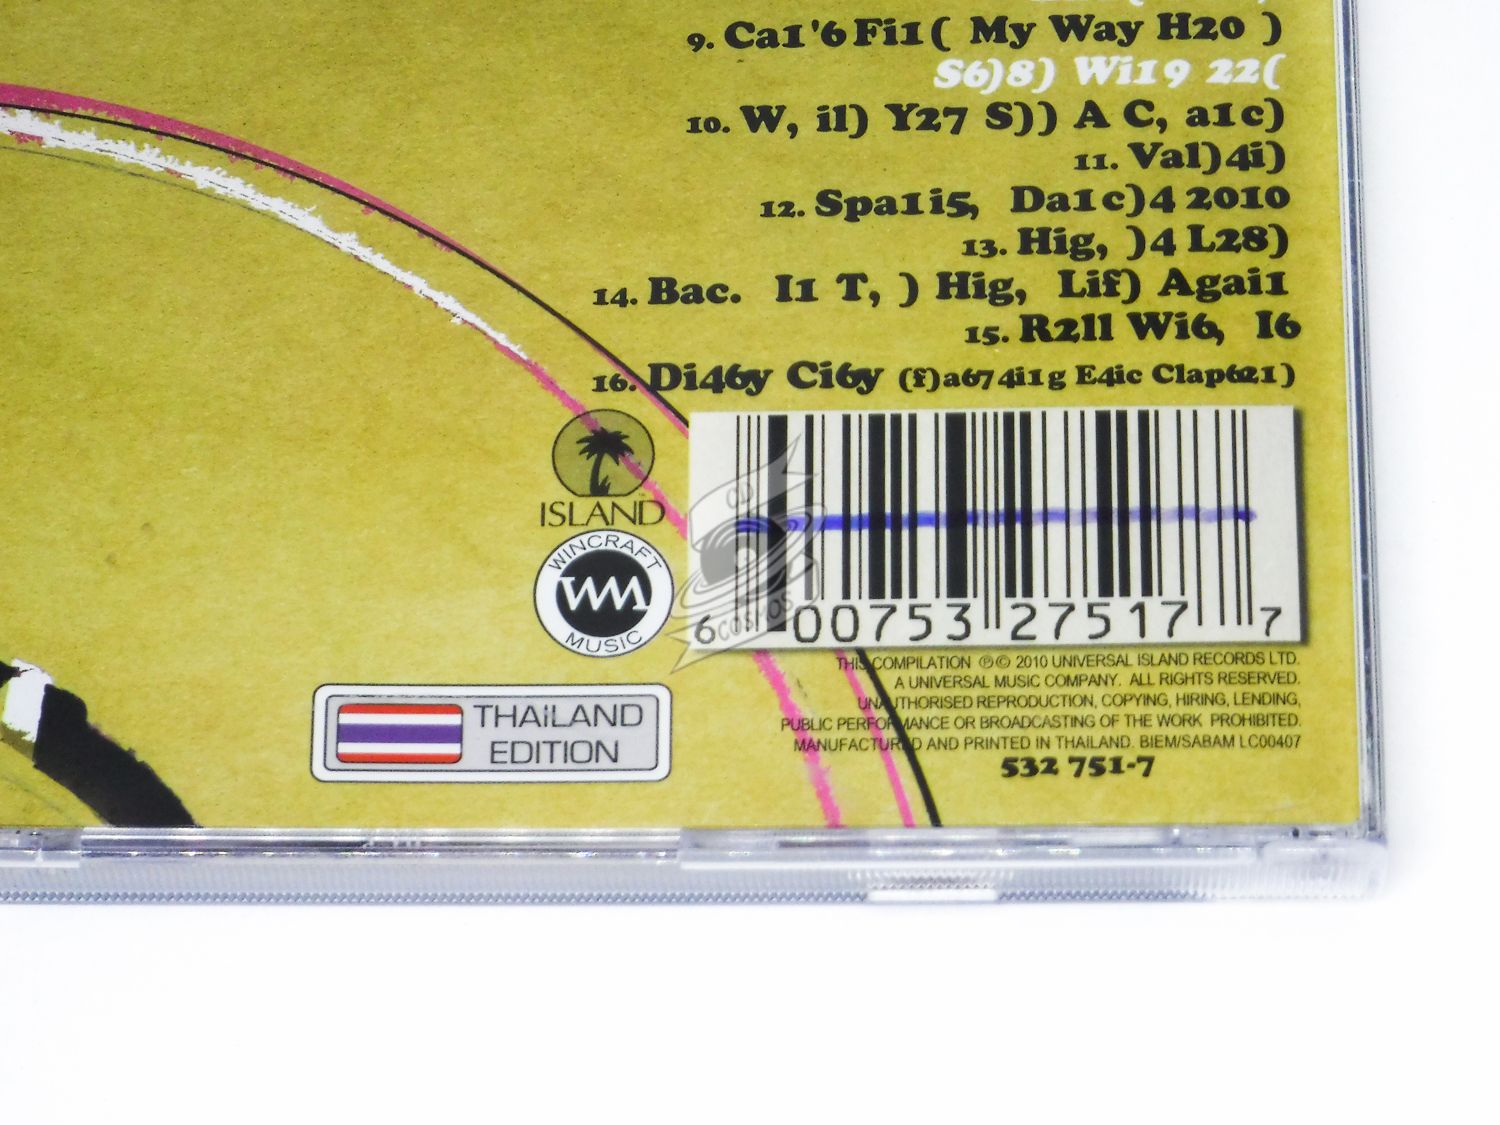 9. Ca1'6 Fi1( My Way H20 )
S6)8) Wi19 22(
10. W, il) Y27 S)) A C, a1c)
11. Val)4i)
12. Spa1i5, Da1c)4 2010
13. Hig, )4 L28)
14. Bac. I1 T, ) Hig, Lif) Agai1
15. R2ll Wi6, I6
16. Di46y Ci6y (f)a674i1g E4ic Clap621)
ISLAND
WINCRAFT
WM
MUSIC
CD
COSMOS
6 00753 27517 7
THIS COMPILATION ℗© 2010 UNIVERSAL ISLAND RECORDS LTD.
A UNIVERSAL MUSIC COMPANY. ALL RIGHTS RESERVED.
UNAUTHORISED REPRODUCTION, COPYING, HIRING, LENDING,
PUBLIC PERFORMANCE OR BROADCASTING OF THE WORK PROHIBITED.
MANUFACTURED AND PRINTED IN THAILAND. BIEM/SABAM LC00407
532 751-7
THAiLAND
EDITION